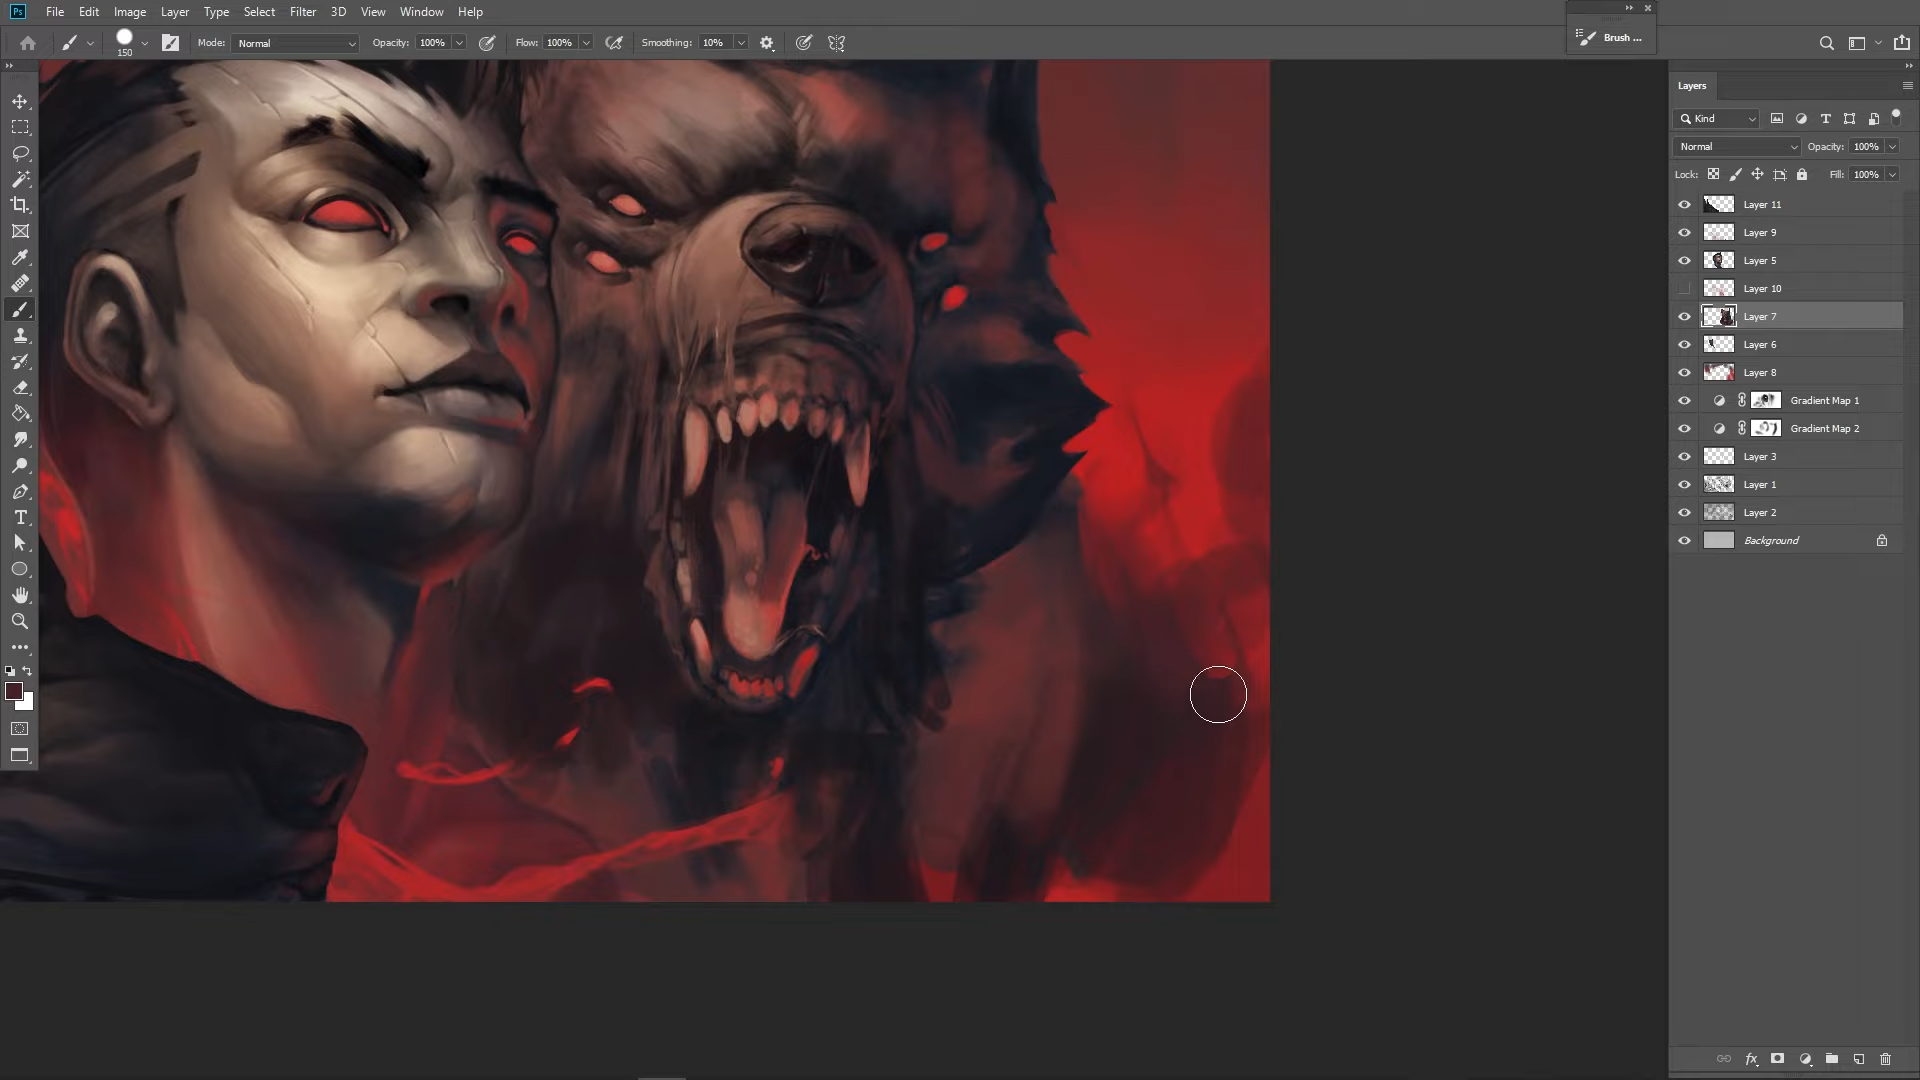 Ps File Edit Image Layer Type Select Filter 3D View Window Help
150 Mode: Normal Opacity: 100% Flow: 100% Smoothing: 10%
Brush ...
Layers
Kind
Normal Opacity: 100%
Lock: Fill: 100%
Layer 11
Layer 9
Layer 5
Layer 10
Layer 7
Layer 6
Layer 8
Gradient Map 1
Gradient Map 2
Layer 3
Layer 1
Layer 2
Background